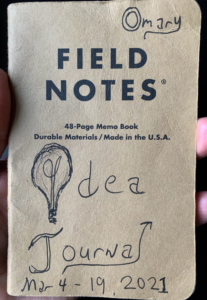 Omary
FIELD
NOTES®
48-Page Memo Book
Durable Materials / Made in the U.S.A.
Idea
Journal
Mar 4 - 19, 2021